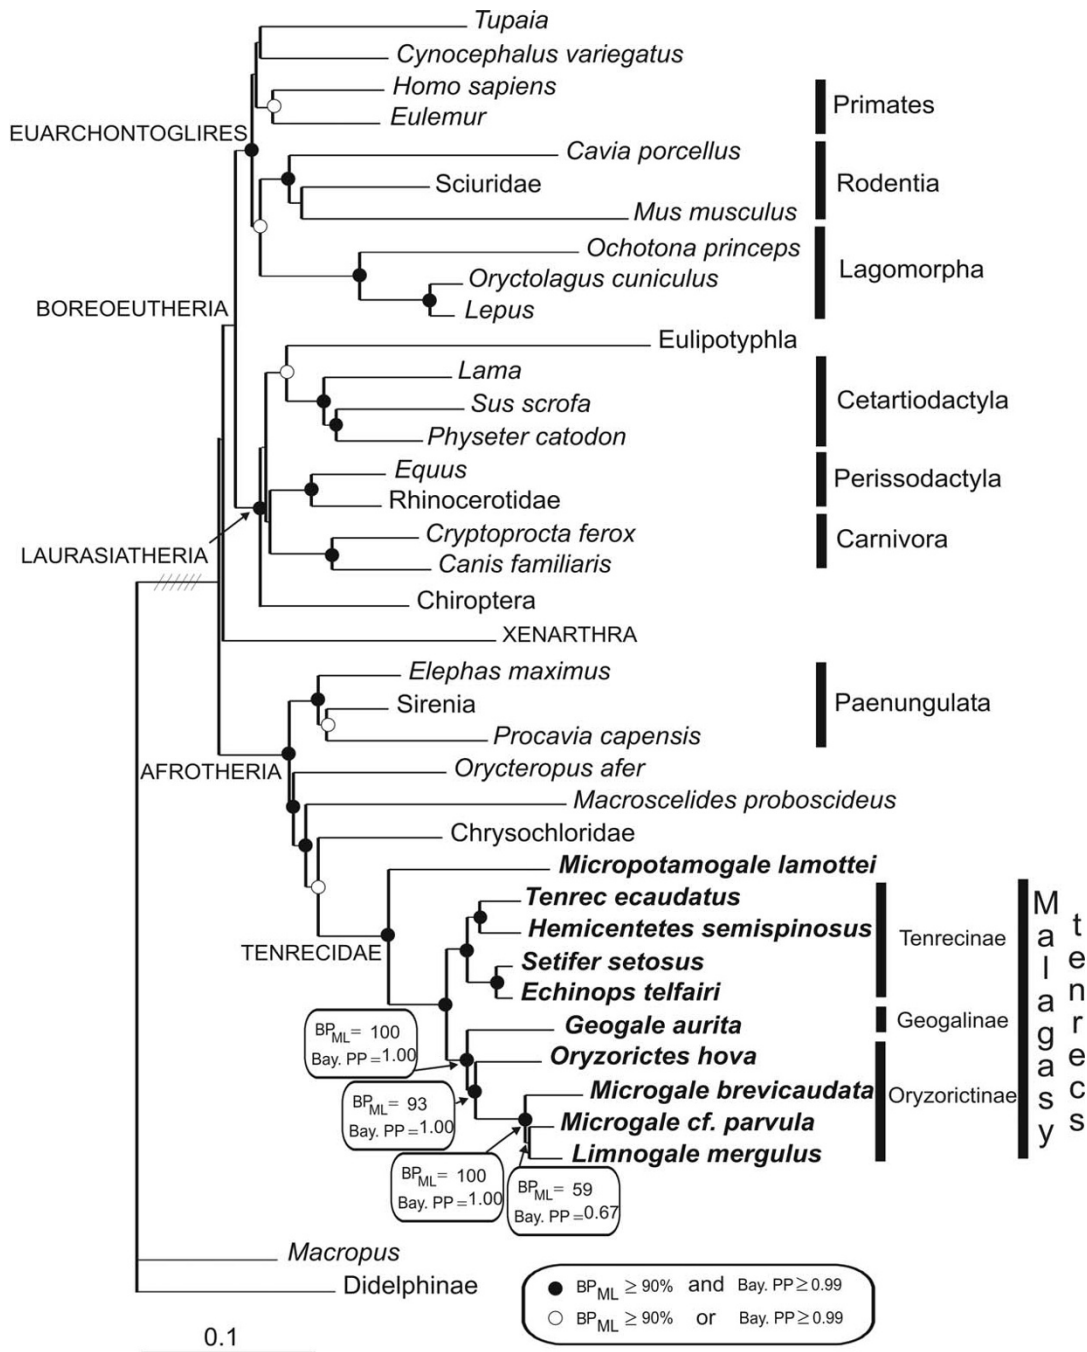 Tupaia
Cynocephalus variegatus
Homo sapiens
Eulemur
Primates
EUARCHONTOGLIRES
Cavia porcellus
Sciuridae
Mus musculus
Rodentia
Ochotona princeps
Oryctolagus cuniculus
Lepus
Lagomorpha
BOREOEUTHERIA
Eulipotyphla
Lama
Sus scrofa
Physeter catodon
Cetartiodactyla
Equus
Rhinocerotidae
Perissodactyla
Cryptoprocta ferox
Canis familiaris
Carnivora
LAURASIATHERIA
Chiroptera
XENARTHRA
Elephas maximus
Sirenia
Procavia capensis
Paenungulata
AFROTHERIA
Orycteropus afer
Macroscelides proboscideus
Chrysochloridae
Micropotamogale lamottei
Tenrec ecaudatus
Hemicentetes semispinosus
Setifer setosus
Echinops telfairi
Tenrecinae
TENRECIDAE
Geogale aurita
Geogalinae
Oryzorictes hova
Microgale brevicaudata
Microgale cf. parvula
Limnogale mergulus
Oryzorictinae
Malagasy
tenrecs
BPML= 100
Bay. PP=1.00
BPML= 93
Bay. PP=1.00
BPML= 100
Bay. PP=1.00
BPML= 59
Bay. PP=0.67
Macropus
Didelphinae
BPML ≥ 90% and Bay. PP≥0.99
BPML ≥ 90% or Bay. PP≥0.99
0.1